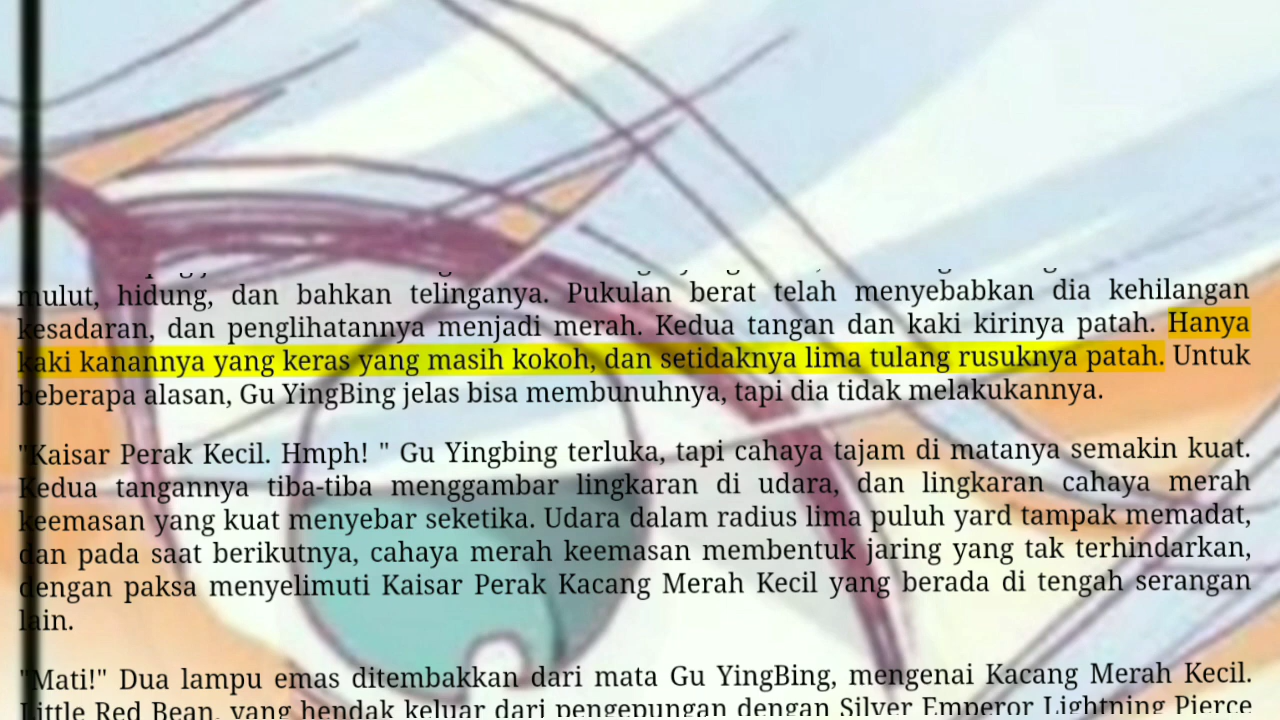 mulut, hidung, dan bahkan telinganya. Pukulan berat telah menyebabkan dia kehilangan
kesadaran, dan penglihatannya menjadi merah. Kedua tangan dan kaki kirinya patah. Hanya
kaki kanannya yang keras yang masih kokoh, dan setidaknya lima tulang rusuknya patah. Untuk
beberapa alasan, Gu YingBing jelas bisa membunuhnya, tapi dia tidak melakukannya.
"Kaisar Perak Kecil. Hmph! " Gu Yingbing terluka, tapi cahaya tajam di matanya semakin kuat.
Kedua tangannya tiba-tiba menggambar lingkaran di udara, dan lingkaran cahaya merah
keemasan yang kuat menyebar seketika. Udara dalam radius lima puluh yard tampak memadat,
dan pada saat berikutnya, cahaya merah keemasan membentuk jaring yang tak terhindarkan,
dengan paksa menyelimuti Kaisar Perak Kacang Merah Kecil yang berada di tengah serangan
lain.
"Mati!" Dua lampu emas ditembakkan dari mata Gu YingBing, mengenai Kacang Merah Kecil.
Little Red Bean, yang hendak keluar dari pengepungan dengan Silver Emperor Lightning Pierce